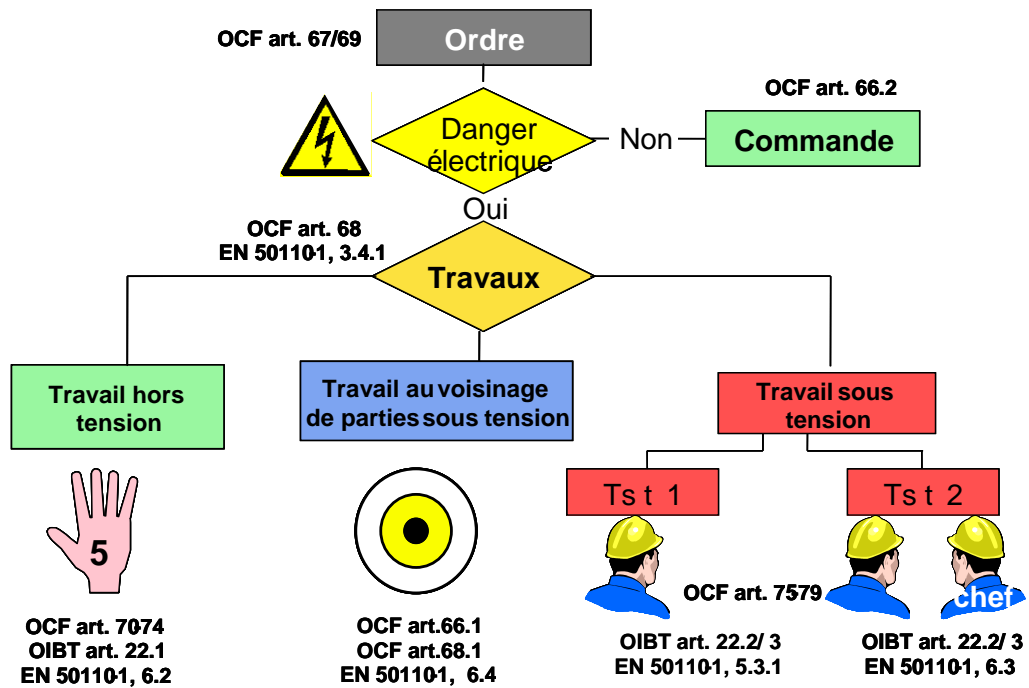 OCF art. 67/69
Ordre
OCF art. 66.2
Danger
électrique
Non
Commande
Oui
OCF art. 68
EN 50110-1, 3.4.1
Travaux
Travail hors
tension
Travail au voisinage
de parties sous tension
Travail sous
tension
Ts t 1
Ts t 2
5
chef
OCF art. 70-74
OIBT art. 22.1
EN 50110-1, 6.2
OCF art.66.1
OCF art.68.1
EN 50110-1, 6.4
OCF art. 75-79
OIBT art. 22.2/ 3
EN 50110-1, 5.3.1
OIBT art. 22.2/ 3
EN 50110-1, 6.3